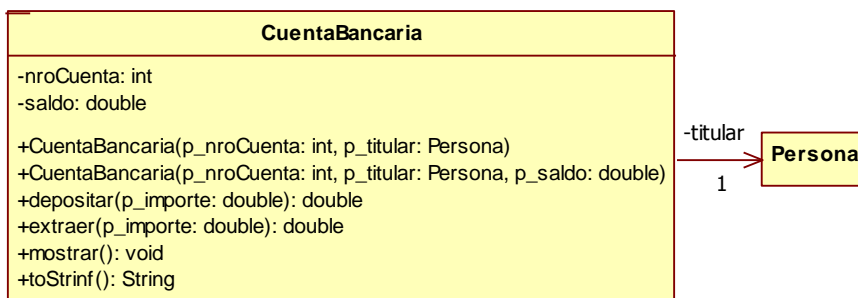 CuentaBancaria
-nroCuenta: int
-saldo: double
+CuentaBancaria(p_nroCuenta: int, p_titular: Persona)
+CuentaBancaria(p_nroCuenta: int, p_titular: Persona, p_saldo: double)
+depositar(p_importe: double): double
+extraer(p_importe: double): double
+mostrar(): void
+toStrinf(): String
-titular
1
Persona